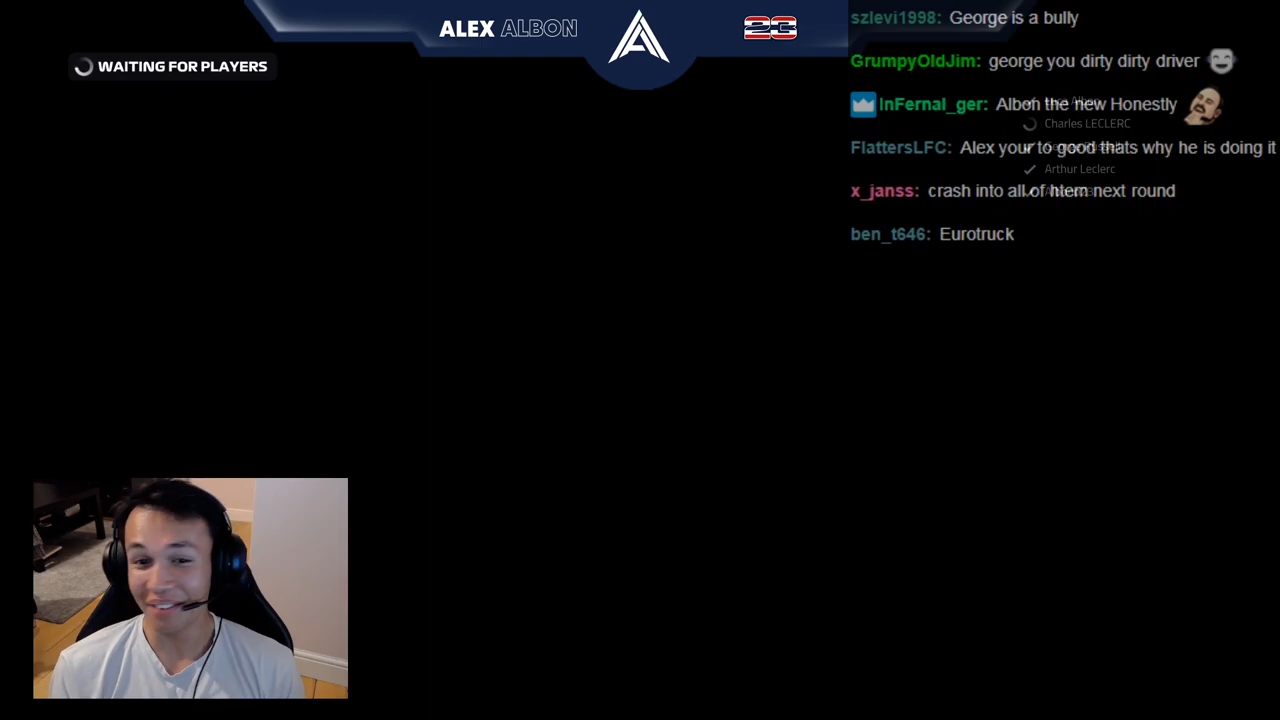 ALEX ALBON
23
WAITING FOR PLAYERS
szlevi1998: George is a bully
GrumpyOldJim: george you dirty dirty driver
InFernal_ger: Albon the new Honestly
Charles LECLERC
FlattersLFC: Alex your to good thats why he is doing it
Arthur Leclerc
x_janss: crash into all of them next round
ben_t646: Eurotruck